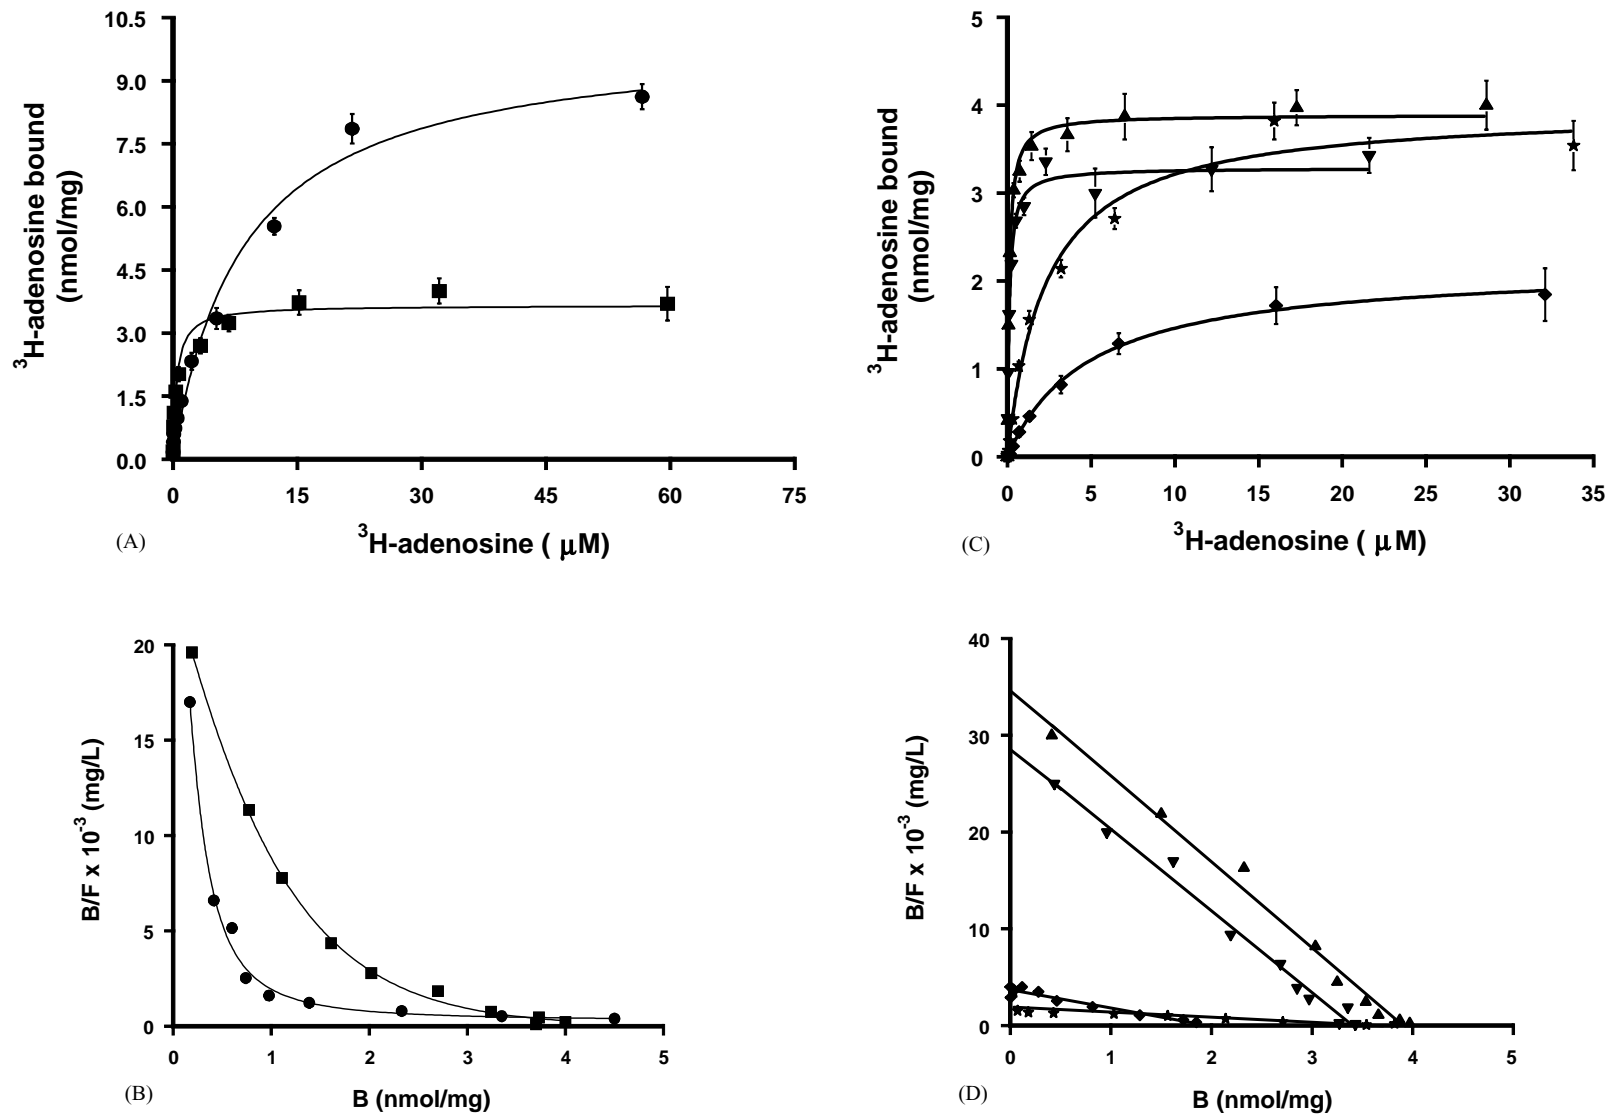 10.5
9.0
7.5
6.0
4.5
3.0
1.5
0.0
³H-adenosine bound
(nmol/mg)
0 15 30 45 60 75
(A)
³H-adenosine ( μM)
5
4
3
2
1
0
³H-adenosine bound
(nmol/mg)
0 5 10 15 20 25 30 35
(C)
³H-adenosine ( μM)
20
15
10
5
0
B/F x 10⁻³ (mg/L)
0 1 2 3 4 5
(B)
B (nmol/mg)
40
30
20
10
0
B/F x 10⁻³ (mg/L)
0 1 2 3 4 5
(D)
B (nmol/mg)